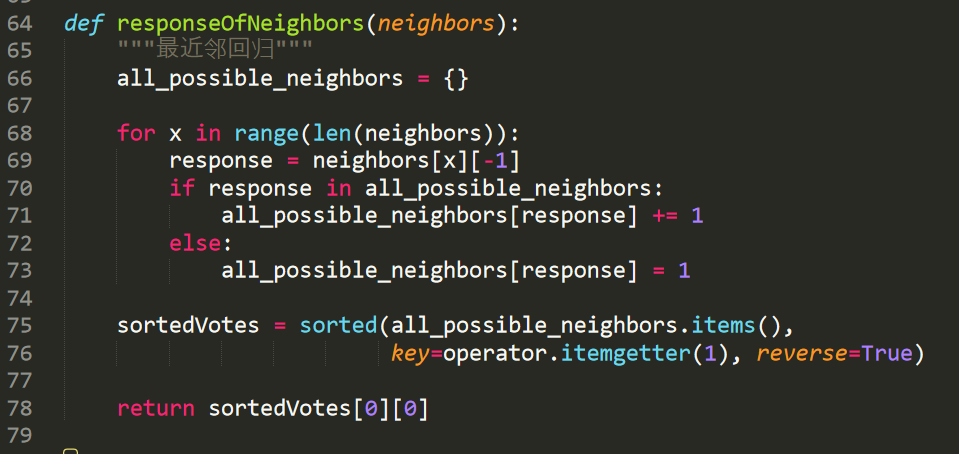 64 def responseOfNeighbors(neighbors):
65     """最近邻回归"""
66     all_possible_neighbors = {}
67
68     for x in range(len(neighbors)):
69         response = neighbors[x][-1]
70         if response in all_possible_neighbors:
71             all_possible_neighbors[response] += 1
72         else:
73             all_possible_neighbors[response] = 1
74
75     sortedVotes = sorted(all_possible_neighbors.items(),
76                          key=operator.itemgetter(1), reverse=True)
77
78     return sortedVotes[0][0]
79